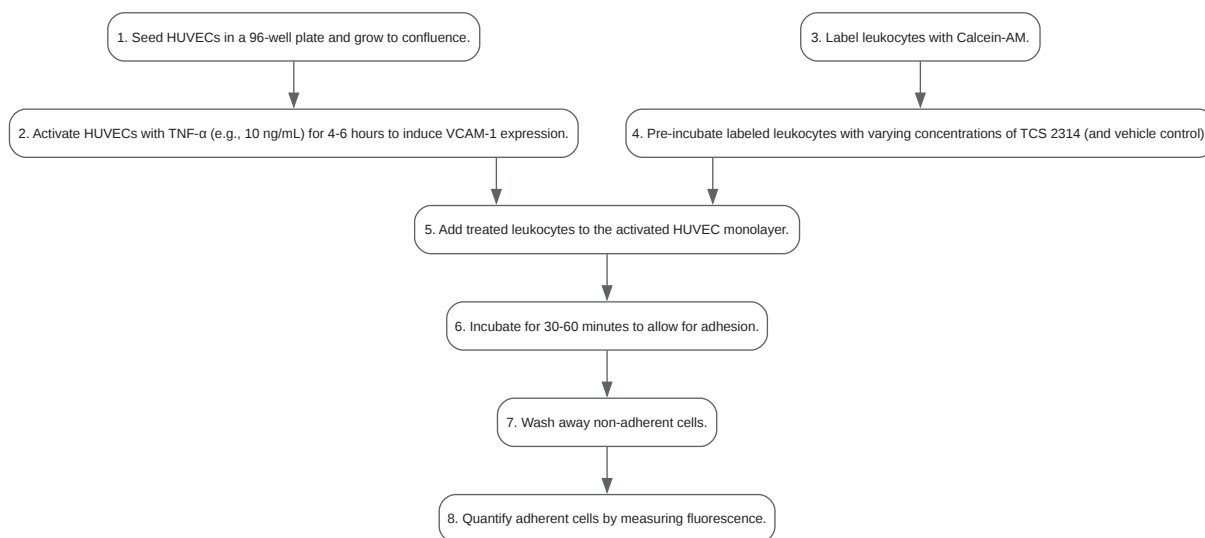 1. Seed HUVECs in a 96-well plate and grow to confluence.
3. Label leukocytes with Calcein-AM.
2. Activate HUVECs with TNF-α (e.g., 10 ng/mL) for 4-6 hours to induce VCAM-1 expression.
4. Pre-incubate labeled leukocytes with varying concentrations of TCS 2314 (and vehicle control)
5. Add treated leukocytes to the activated HUVEC monolayer.
6. Incubate for 30-60 minutes to allow for adhesion.
7. Wash away non-adherent cells.
8. Quantify adherent cells by measuring fluorescence.